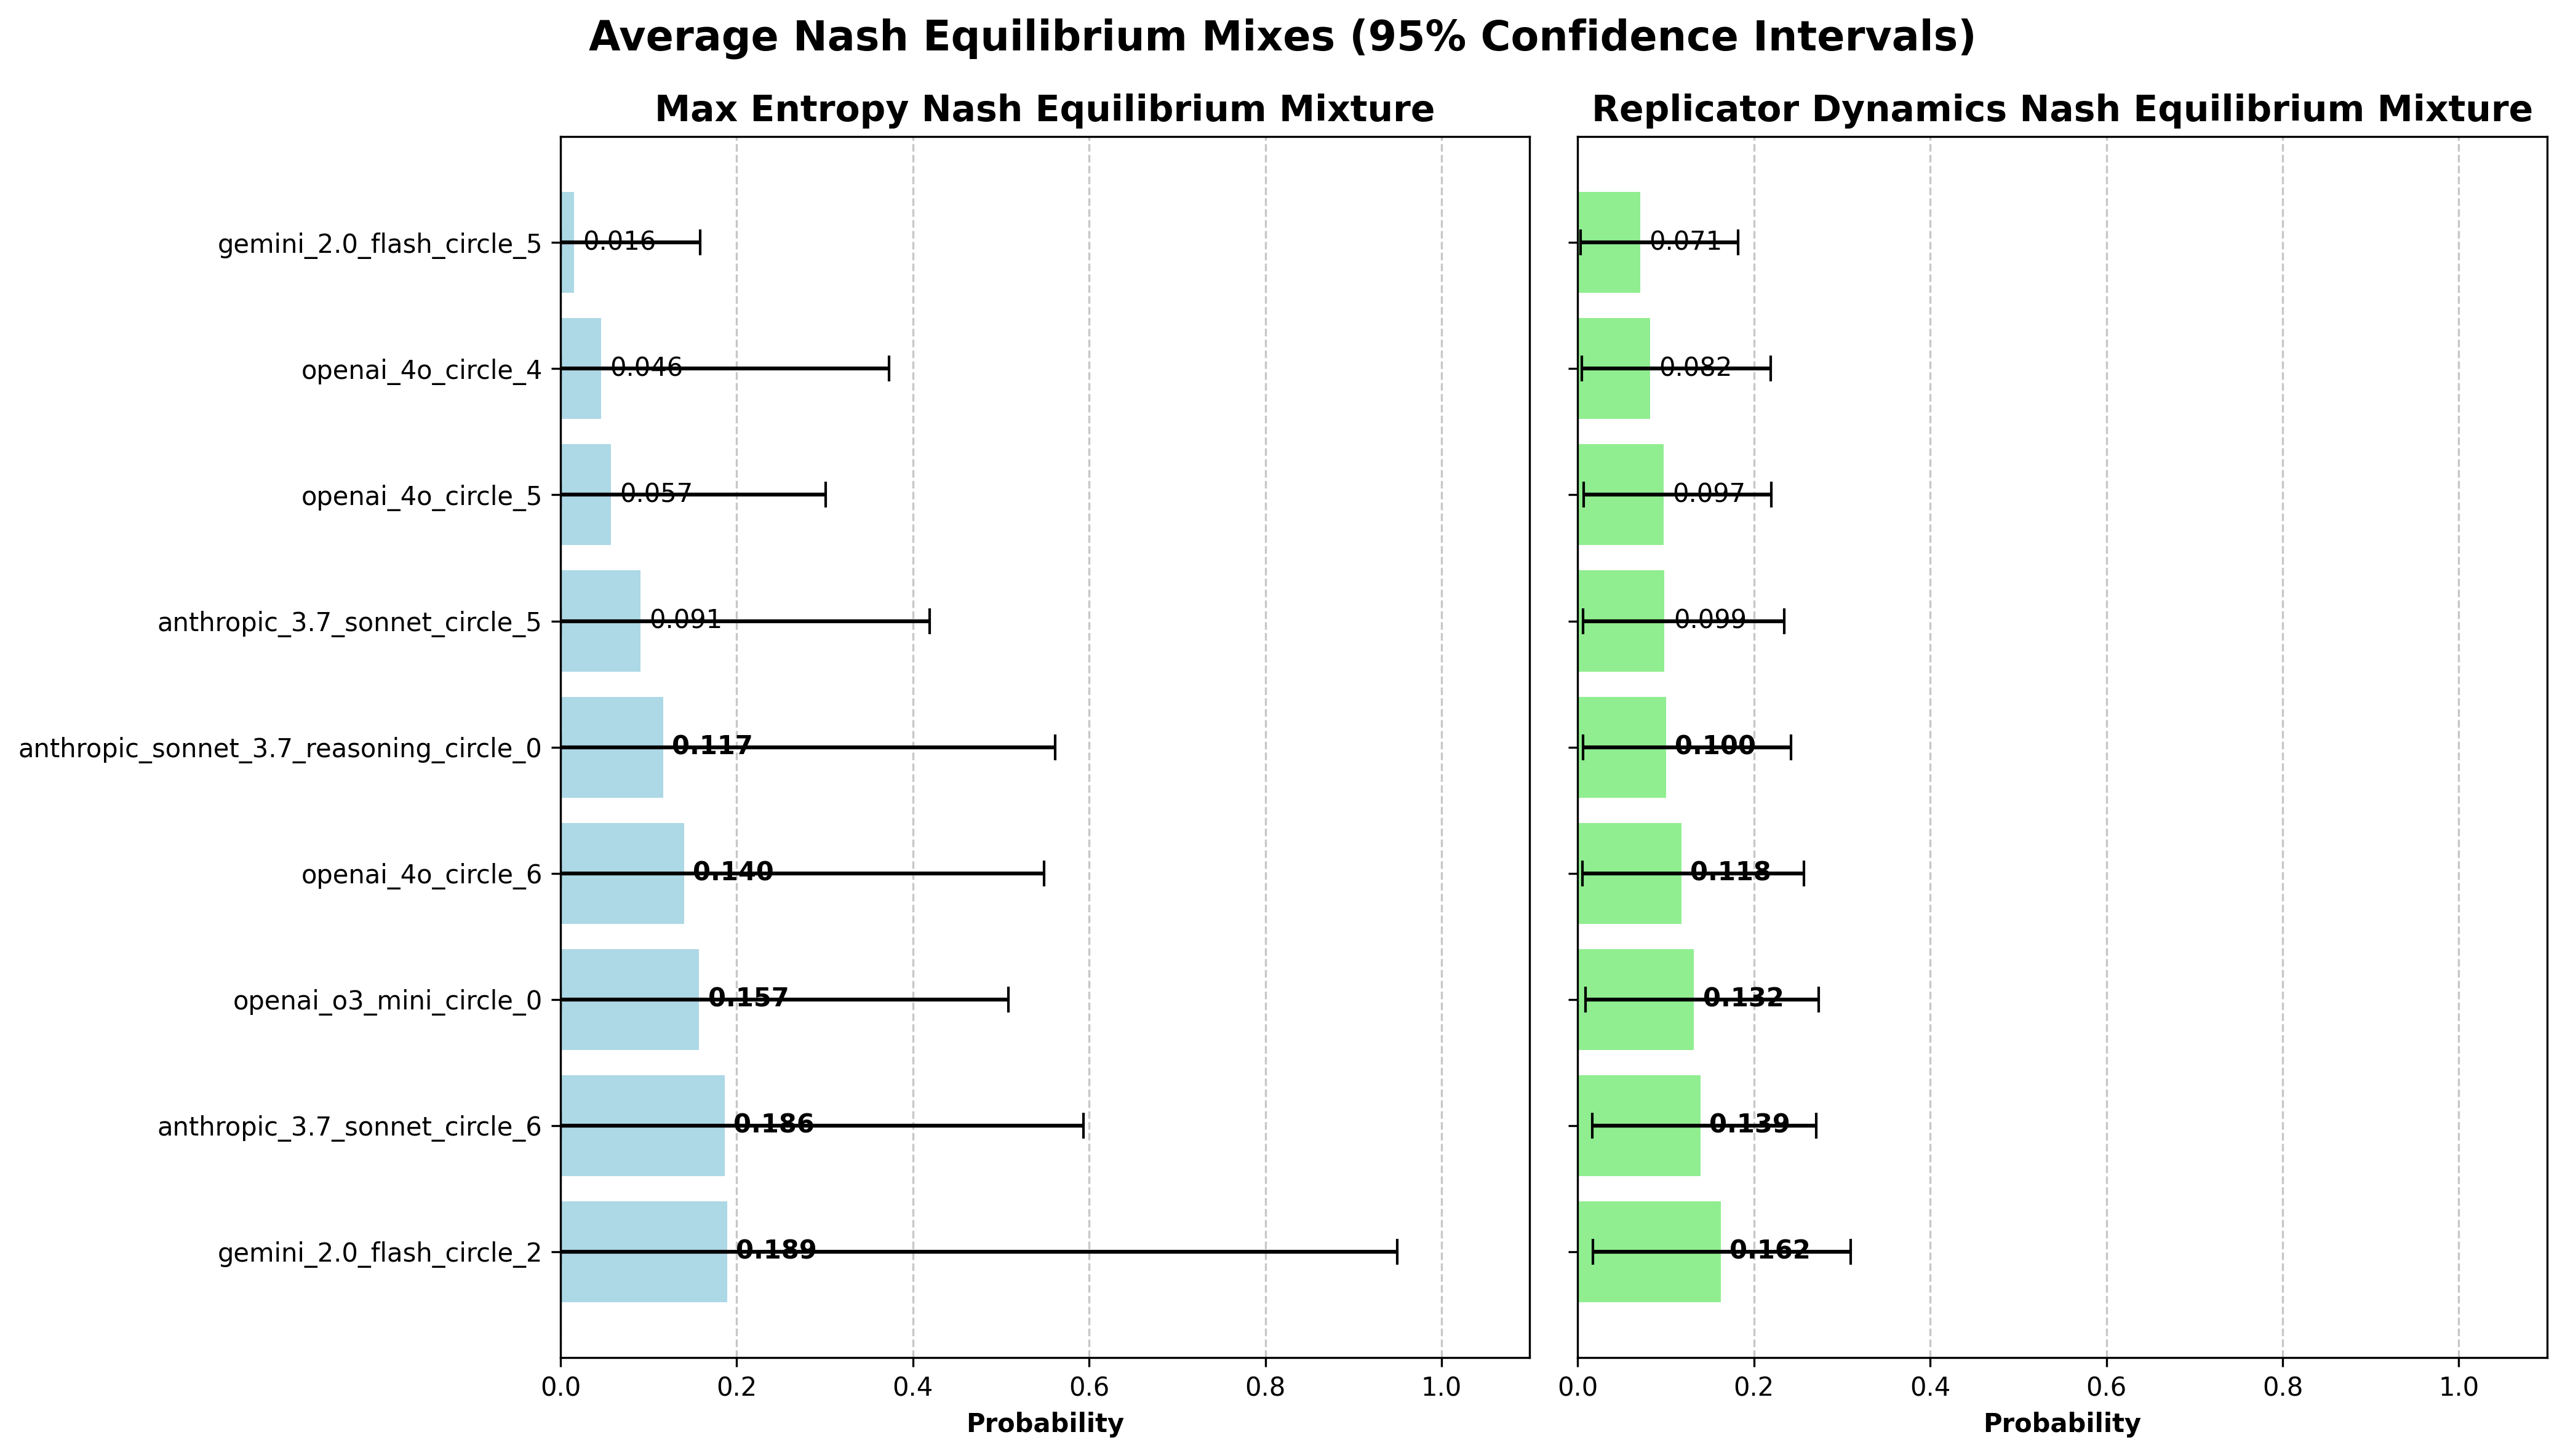 Average Nash Equilibrium Mixes (95% Confidence Intervals)
Max Entropy Nash Equilibrium Mixture
gemini_2.0_flash_circle_5
0.016
openai_4o_circle_4
0.046
openai_4o_circle_5
0.057
anthropic_3.7_sonnet_circle_5
0.091
anthropic_sonnet_3.7_reasoning_circle_0
0.117
openai_4o_circle_6
0.140
openai_o3_mini_circle_0
0.157
anthropic_3.7_sonnet_circle_6
0.186
gemini_2.0_flash_circle_2
0.189
0.0 0.2 0.4 0.6 0.8 1.0
Probability
Replicator Dynamics Nash Equilibrium Mixture
0.071
0.082
0.097
0.099
0.100
0.118
0.132
0.139
0.162
0.0 0.2 0.4 0.6 0.8 1.0
Probability